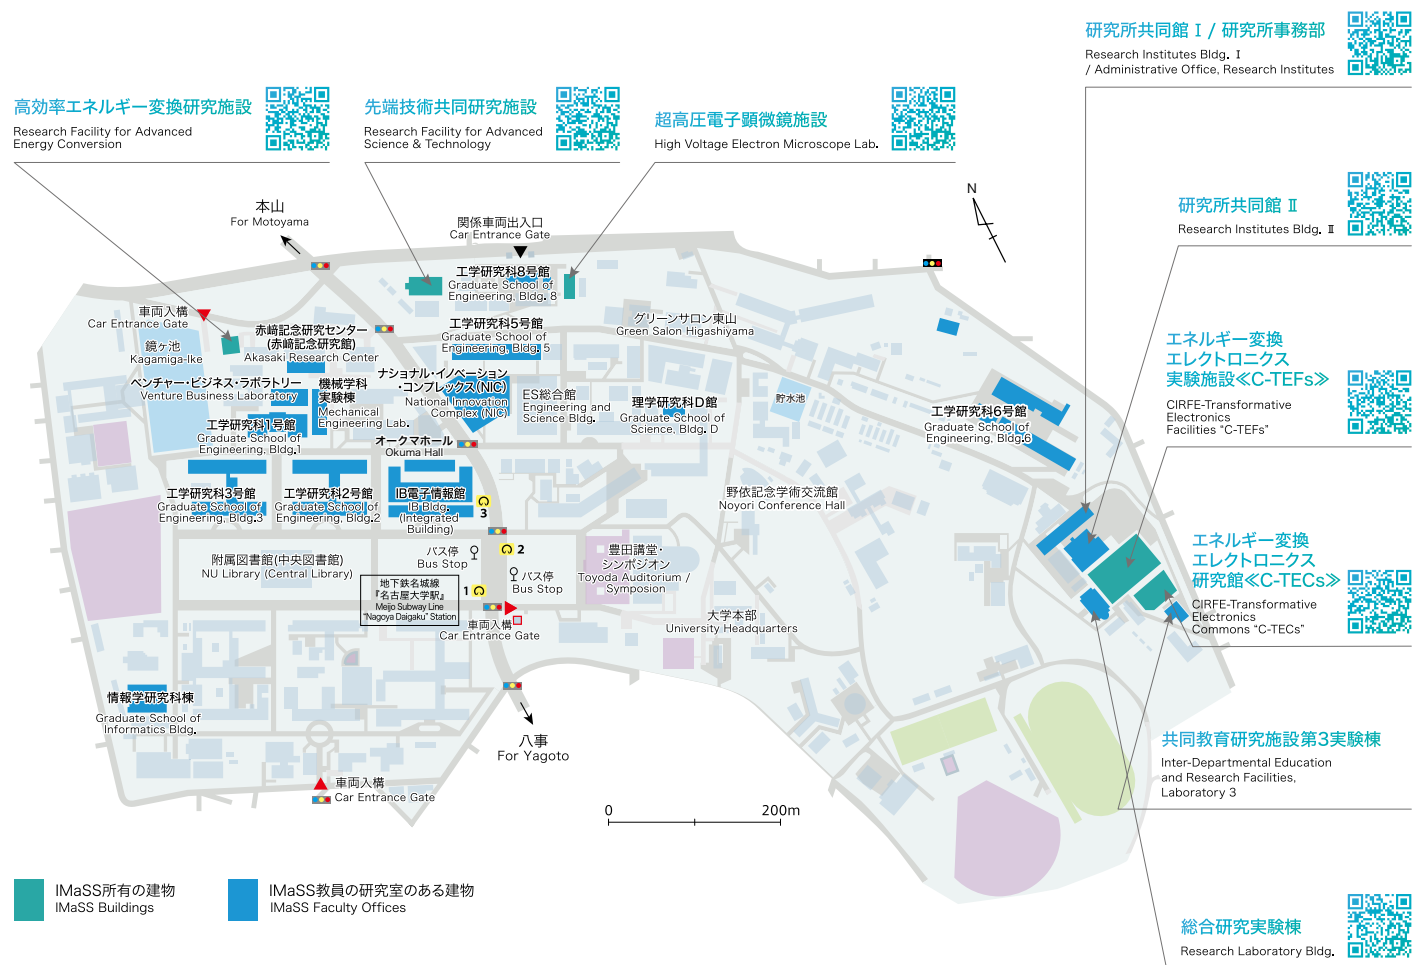 研究所共同館 Ⅰ / 研究所事務部
Research Institutes Bldg. Ⅰ
/ Administrative Office, Research Institutes
高効率エネルギー変換研究施設
Research Facility for Advanced
Energy Conversion
先端技術共同研究施設
Research Facility for Advanced
Science & Technology
超高圧電子顕微鏡施設
High Voltage Electron Microscope Lab.
研究所共同館 Ⅱ
Research Institutes Bldg. Ⅱ
エネルギー変換
エレクトロニクス
実験施設≪C-TEFs≫
CIRFE-Transformative
Electronics
Facilities “C-TEFs”
エネルギー変換
エレクトロニクス
研究館≪C-TECs≫
CIRFE-Transformative
Electronics
Commons “C-TECs”
共同教育研究施設第3実験棟
Inter-Departmental Education
and Research Facilities,
Laboratory 3
総合研究実験棟
Research Laboratory Bldg.
N
本山
For Motoyama
関係車両出入口
Car Entrance Gate
工学研究科8号館
Graduate School of
Engineering, Bldg. 8
車両入構
Car Entrance Gate
鏡ヶ池
Kagamiga-Ike
赤﨑記念研究センター
(赤﨑記念研究館)
Akasaki Research Center
工学研究科5号館
Graduate School of
Engineering, Bldg. 5
グリーンサロン東山
Green Salon Higashiyama
ベンチャー・ビジネス・ラボラトリー
Venture Business Laboratory
機械学科
実験棟
Mechanical
Engineering Lab.
ナショナル・イノベーション
・コンプレックス(NIC)
National Innovation
Complex (NIC)
ES総合館
Engineering and
Science Bldg.
理学研究科D館
Graduate School of
Science, Bldg. D
貯水池
工学研究科6号館
Graduate School of
Engineering, Bldg.6
工学研究科1号館
Graduate School of
Engineering, Bldg.1
オークマホール
Okuma Hall
工学研究科3号館
Graduate School of
Engineering, Bldg.3
工学研究科2号館
Graduate School of
Engineering, Bldg.2
IB電子情報館
IB Bldg.
(Integrated
Building)
3
野依記念学術交流館
Noyori Conference Hall
附属図書館(中央図書館)
NU Library (Central Library)
バス停
Bus Stop
2
バス停
Bus Stop
豊田講堂・
シンポジオン
Toyoda Auditorium /
Symposion
地下鉄名城線
『名古屋大学駅』
Meijo Subway Line
“Nagoya Daigaku” Station
1
車両入構
Car Entrance Gate
大学本部
University Headquarters
情報学研究科棟
Graduate School of
Informatics Bldg.
八事
For Yagoto
車両入構
Car Entrance Gate
0 200m
IMaSS所有の建物
IMaSS Buildings
IMaSS教員の研究室のある建物
IMaSS Faculty Offices